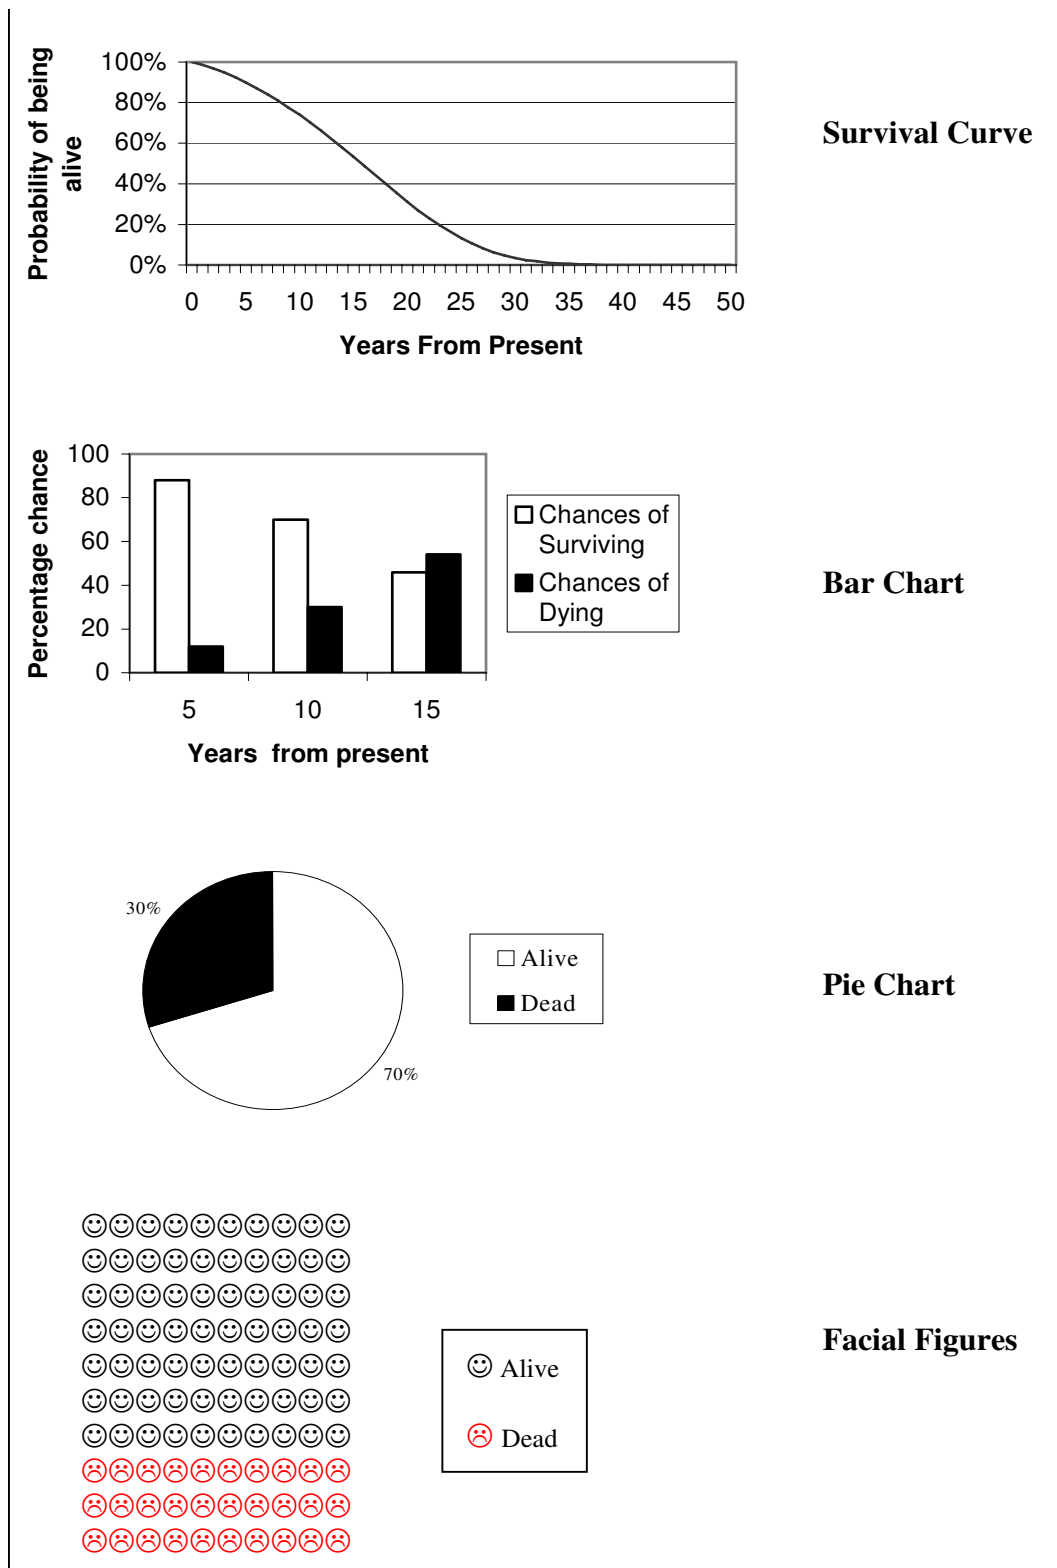 Probability of being
alive
100%
80%
60%
40%
20%
0%
0 5 10 15 20 25 30 35 40 45 50
Years From Present
Survival Curve
Percentage chance
100
80
60
40
20
0
5 10 15
Years from present
Chances of
Surviving
Chances of
Dying
Bar Chart
30%
70%
Alive
Dead
Pie Chart
Alive
Dead
Facial Figures